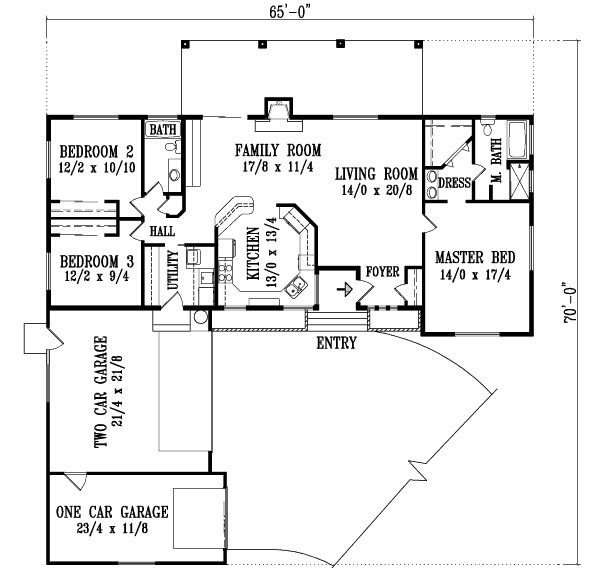 65'-0"
BATH
BEDROOM 2
12/2 x 10/10
FAMILY ROOM
17/8 x 11/4
LIVING ROOM
14/0 x 20/8
DRESS
M. BATH
HALL
KITCHEN
13/0 x 13/4
BEDROOM 3
12/2 x 9/4
UTILITY
FOYER
MASTER BED
14/0 x 17/4
70'-0"
ENTRY
TWO CAR GARAGE
21/4 x 21/8
ONE CAR GARAGE
23/4 x 11/8